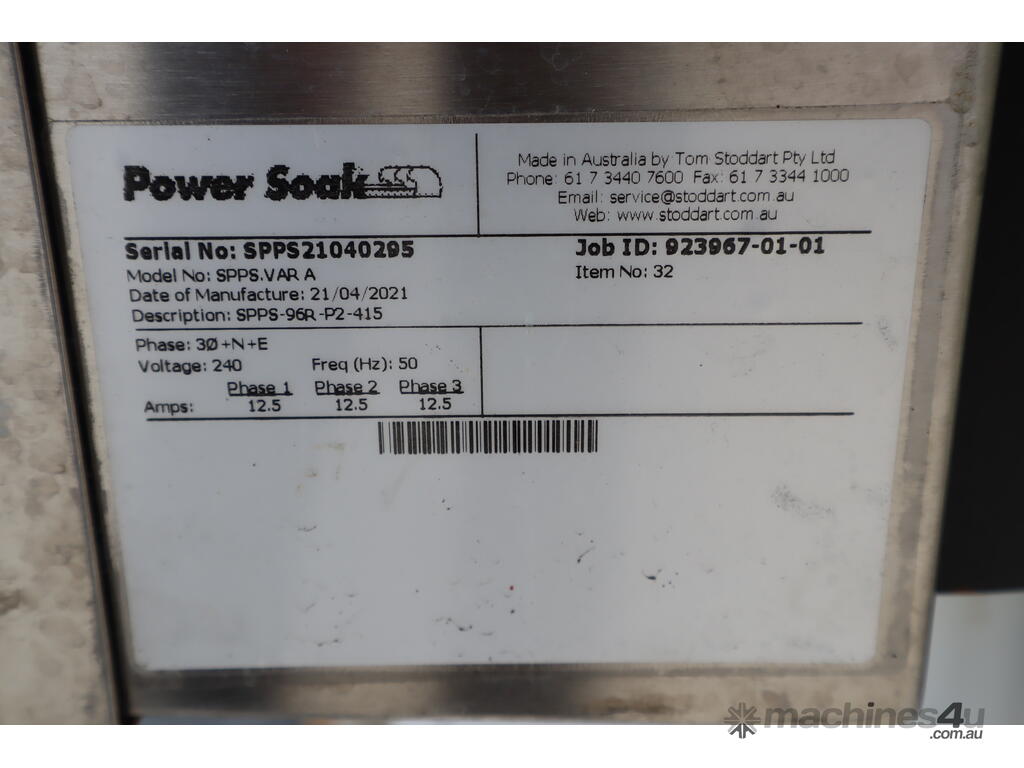 Power Soak
Made in Australia by Tom Stoddart Pty Ltd
Phone: 61 7 3440 7600 Fax: 61 7 3344 1000
Email: service@stoddart.com.au
Web: www.stoddart.com.au
Serial No: SPPS21040295
Job ID: 923967-01-01
Model No: SPPS.VAR A
Item No: 32
Date of Manufacture: 21/04/2021
Description: SPPS-96R-P2-415
Phase: 3Ø+N+E
Voltage: 240 Freq (Hz): 50
Phase 1 Phase 2 Phase 3
Amps: 12.5 12.5 12.5
machines4u
.com.au